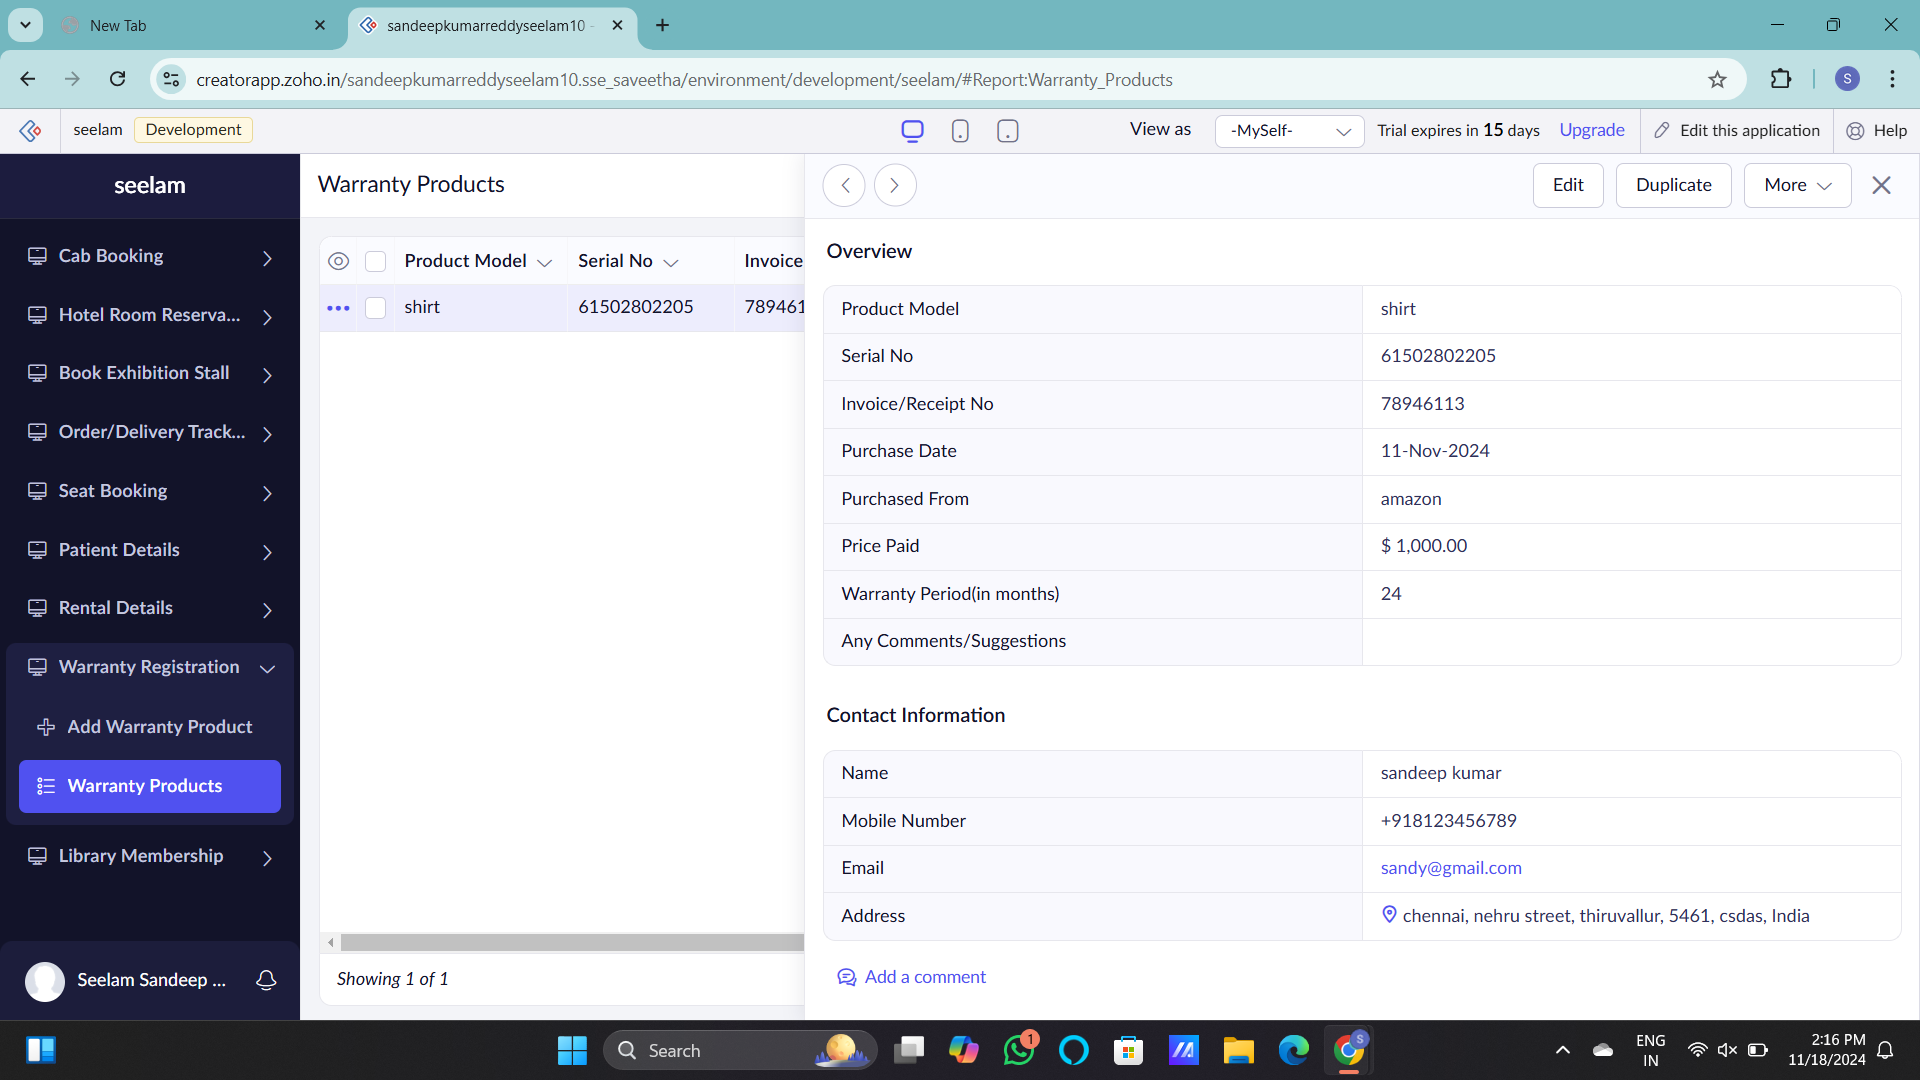 New Tab
sandeepkumarreddyseelam10 -
creatorapp.zoho.in/sandeepkumarreddyseelam10.sse_saveetha/environment/development/seelam/#Report:Warranty_Products
S
seelam
Development
View as
-MySelf-
Trial expires in 15 days
Upgrade
Edit this application
Help
seelam
Cab Booking
Hotel Room Reserva...
Book Exhibition Stall
Order/Delivery Track...
Seat Booking
Patient Details
Rental Details
Warranty Registration
Add Warranty Product
Warranty Products
Library Membership
Seelam Sandeep ...
Warranty Products
Product Model
Serial No
Invoice
shirt
61502802205
789461
Showing 1 of 1
Edit
Duplicate
More
Overview
Product Model
shirt
Serial No
61502802205
Invoice/Receipt No
78946113
Purchase Date
11-Nov-2024
Purchased From
amazon
Price Paid
$ 1,000.00
Warranty Period(in months)
24
Any Comments/Suggestions
Contact Information
Name
sandeep kumar
Mobile Number
+918123456789
Email
sandy@gmail.com
Address
chennai, nehru street, thiruvallur, 5461, csdas, India
Add a comment
Search
1
S
ENG
IN
2:16 PM
11/18/2024